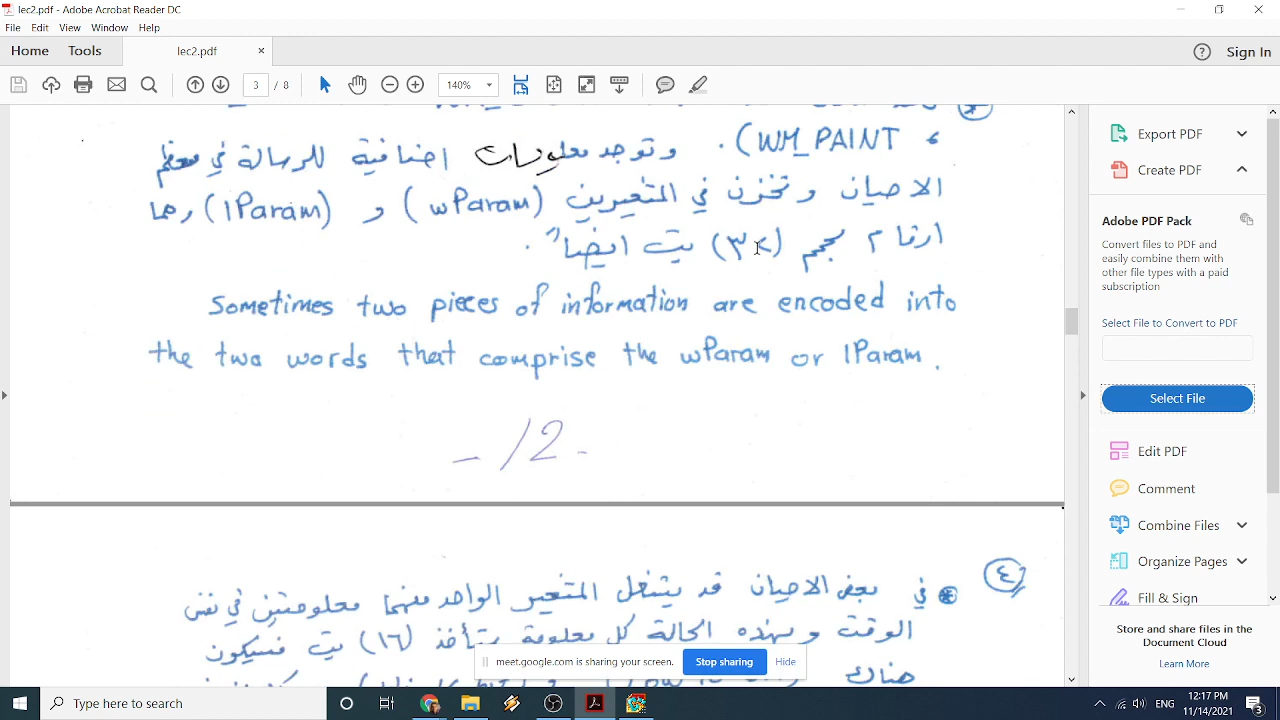 lec2.pdf - Adobe Acrobat Reader DC
File Edit View Window Help
Home Tools lec2.pdf × ? Sign In
3 / 8 140%
WM_PAINT ،). وتوجد معلومات اضافية للرسالة في معظم
الاحيان وتخزن في المتغيرين (wParam) و (lParam) وهما
ارقام بحجم (٣٢) بت ايضاً.
Sometimes two pieces of information are encoded into
the two words that comprise the wParam or lParam.
- 12 -
٤
* في بعض الاحيان قد يشغل المتغير الواحد منهما معلومتين في نفس
الوقت وبهذه الحالة كل معلومة تأخذ (١٦) بت فسيكون
هناك
Export PDF
Create PDF
Adobe PDF Pack
Convert files to PDF and
easily combine them with
other file types with a paid
subscription
Select File to Convert to PDF
Select File
Edit PDF
Comment
Combine Files
Organize Pages
Fill & Sign
Store and share files in the
Document Cloud
Learn More
meet.google.com is sharing your screen. Stop sharing Hide
Type here to search
ENG
12:17 PM
11/14/2021